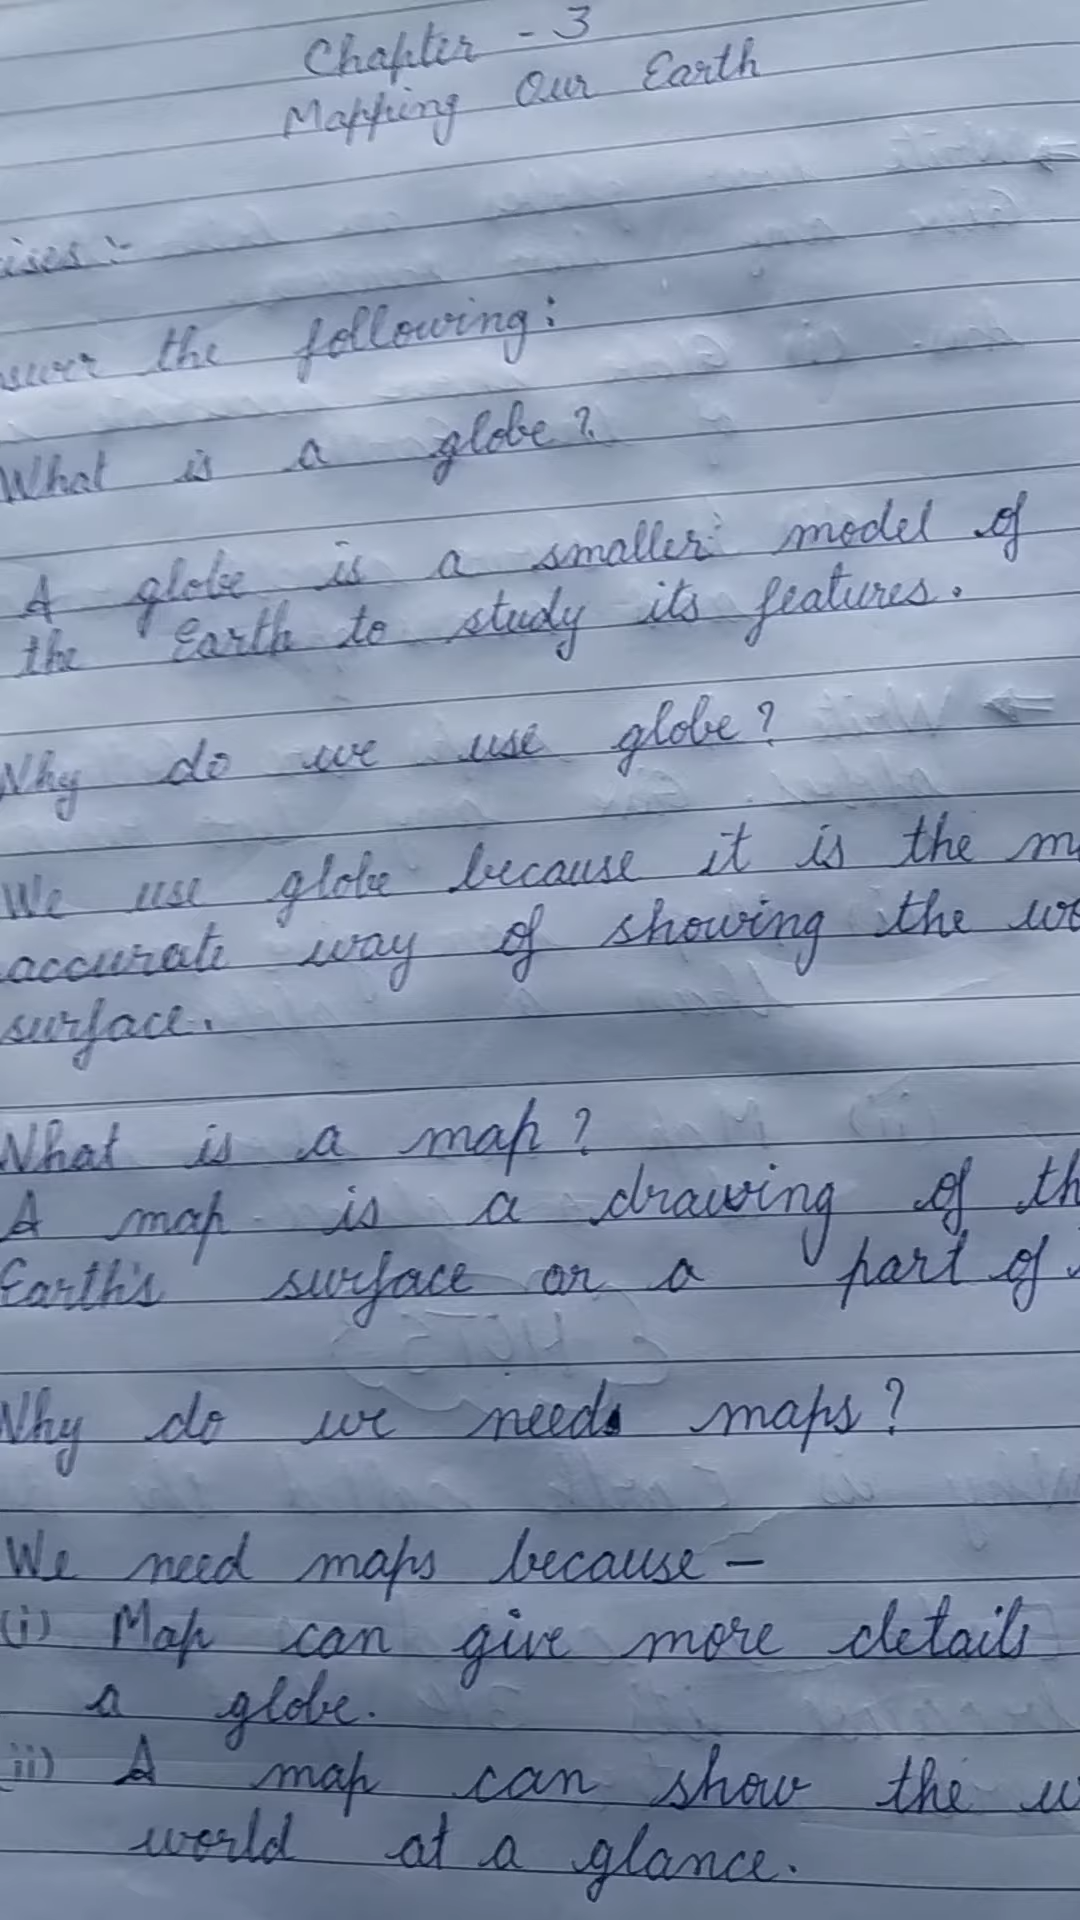 Chapter - 3
Mapping Our Earth
the following:
What is a globe?
A globe is a smaller model of
the Earth to study its features.
Why do we use globe?
We use globe because it is the
accurate way of showing the
surface.
What is a map?
A map is a drawing of
Earth's surface or a part of
Why do we need maps?
We need maps because -
(i) Map can give more details
a globe.
(ii) A map can show the
world at a glance.